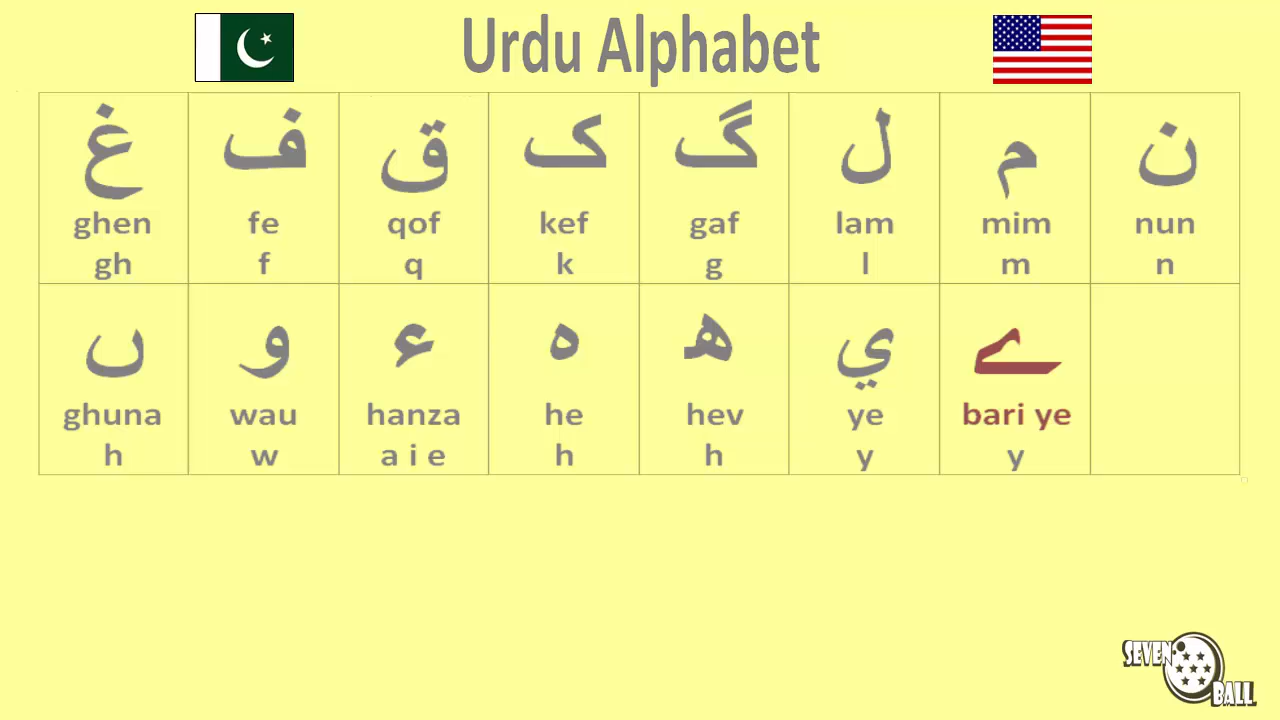 Urdu Alphabet
غ ف ق ک گ ل م ن
ghen fe qof kef gaf lam mim nun
gh f q k g l m n
ں و ء ه ھ ي ے
ghuna wau hanza he hev ye bari ye
h w a i e h h y y
SEVEN
BALL